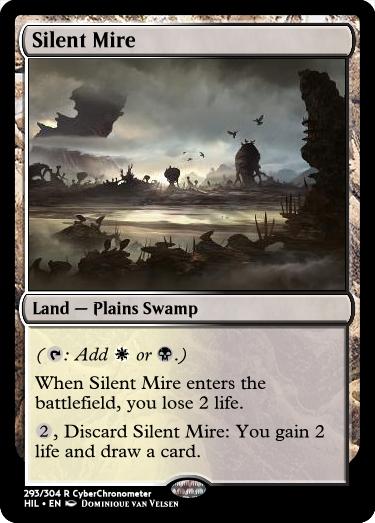 Silent Mire
Land — Plains Swamp
(: Add or .)
When Silent Mire enters the
battlefield, you lose 2 life.
2, Discard Silent Mire: You gain 2
life and draw a card.
293/304 R CyberChronometer
HIL • EN Dominique van Velsen